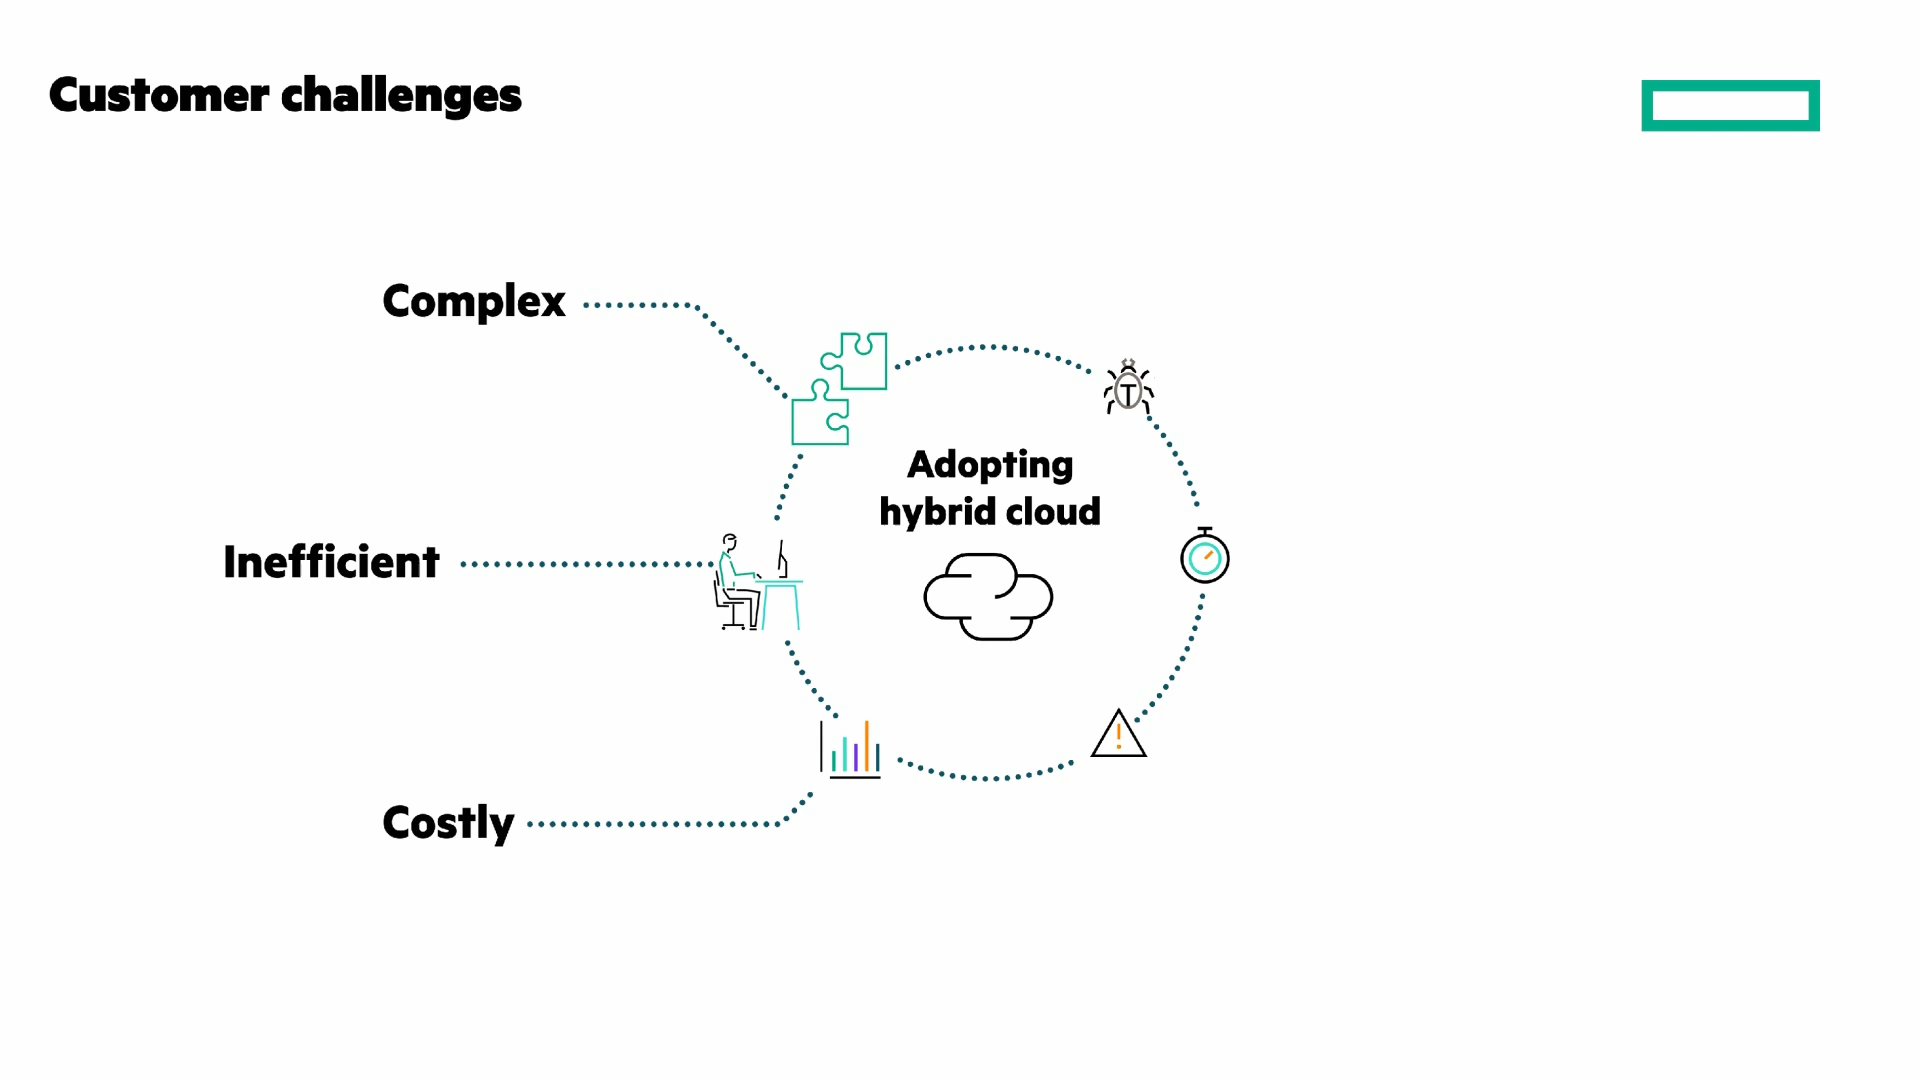 Customer challenges
Complex
Adopting
hybrid cloud
Inefficient
Costly